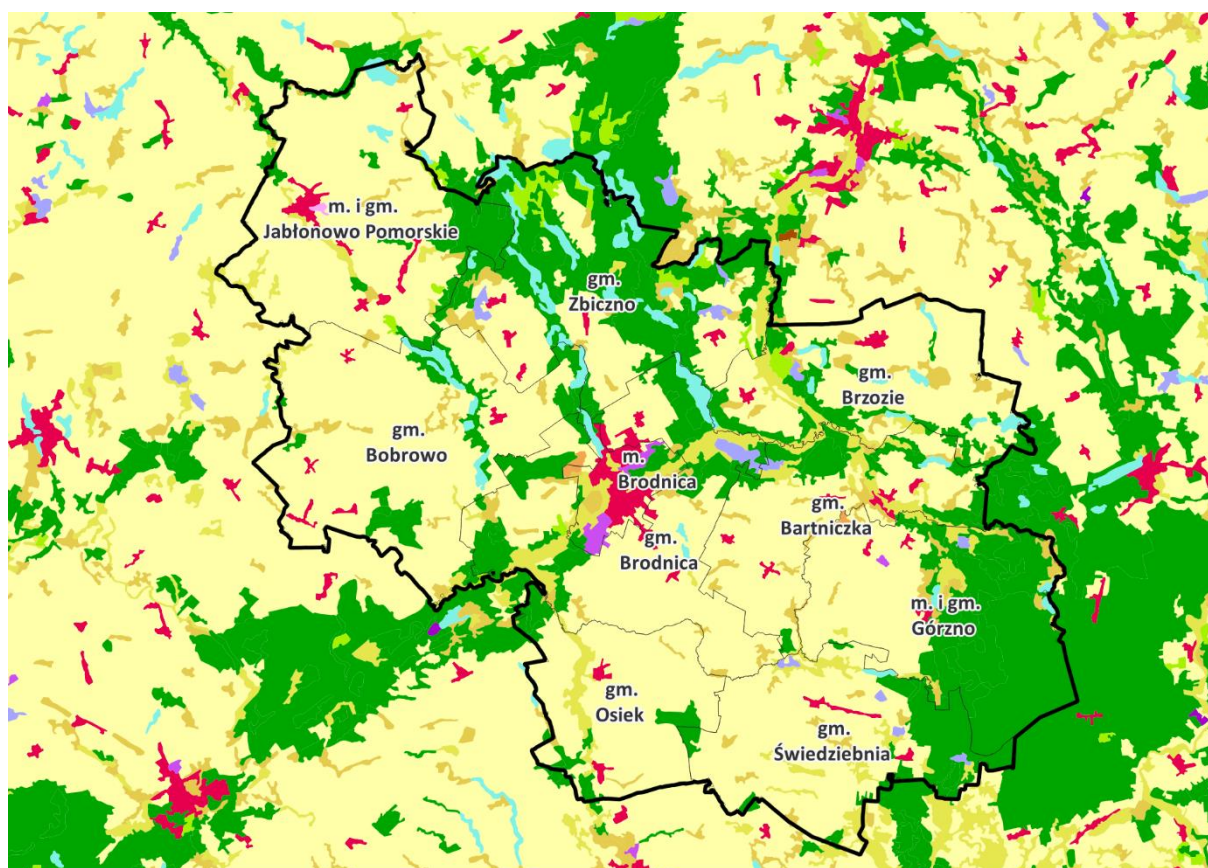 m. i gm.
Jabłonowo Pomorskie
gm.
Zbiczno
gm.
Brzozie
gm.
Bobrowo
m.
Brodnica
gm.
Bartniczka
gm.
Brodnica
m. i gm.
Górzno
gm.
Osiek
gm.
Świedziebnia